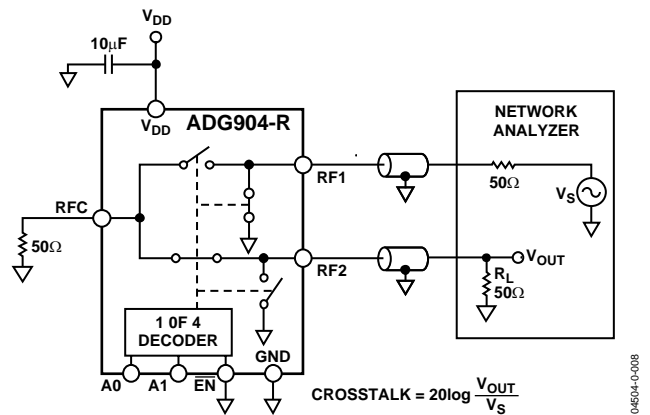 VDD
10μF
VDD
ADG904-R
NETWORK
ANALYZER
RF1
50Ω
VS
RFC
50Ω
RF2
VOUT
RL
50Ω
1 0F 4
DECODER
GND
A0 A1 EN
CROSSTALK = 20log VOUT/VS
04504-0-008